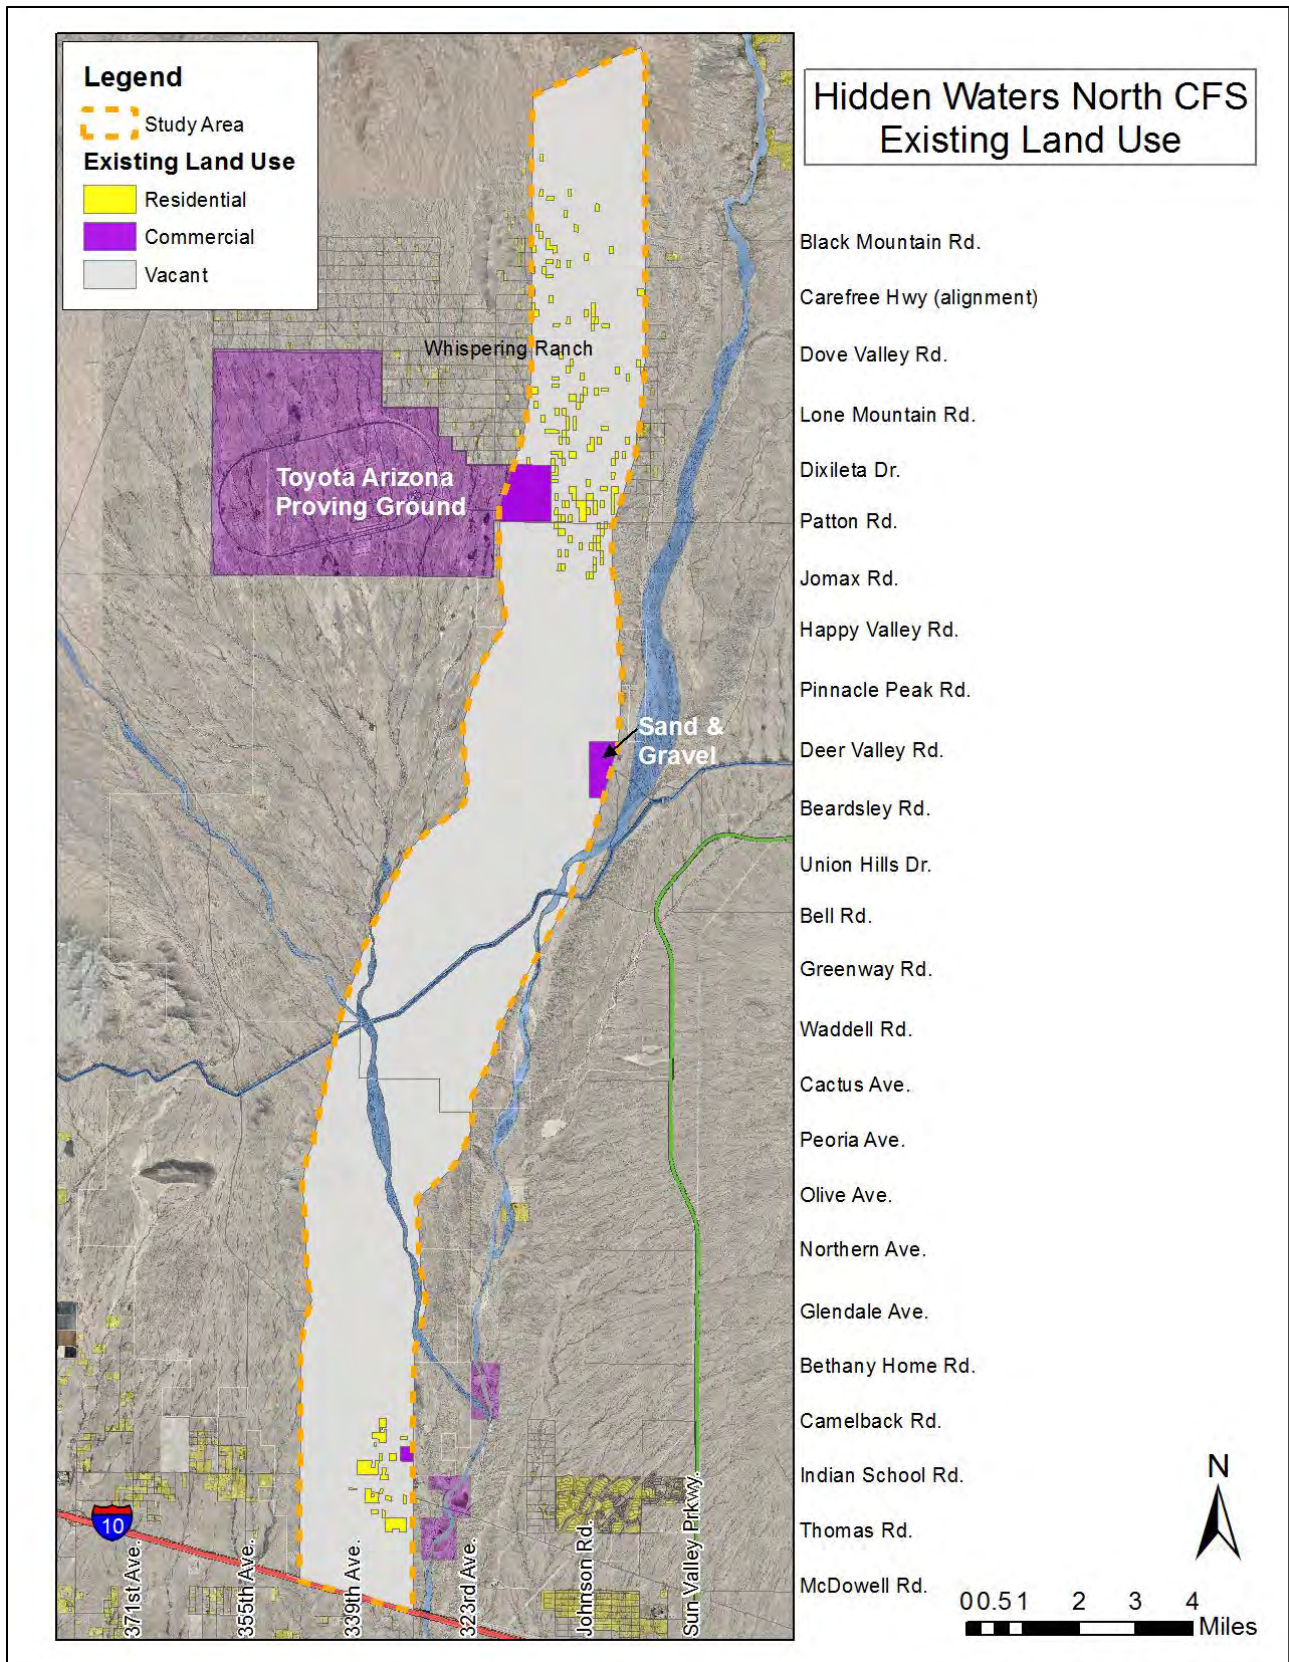 Legend
Study Area
Existing Land Use
Residential
Commercial
Vacant
Hidden Waters North CFS
Existing Land Use
Black Mountain Rd.
Carefree Hwy (alignment)
Whispering Ranch
Dove Valley Rd.
Lone Mountain Rd.
Toyota Arizona
Proving Ground
Dixileta Dr.
Patton Rd.
Jomax Rd.
Happy Valley Rd.
Pinnacle Peak Rd.
Sand &
Gravel
Deer Valley Rd.
Beardsley Rd.
Union Hills Dr.
Bell Rd.
Greenway Rd.
Waddell Rd.
Cactus Ave.
Peoria Ave.
Olive Ave.
Northern Ave.
Glendale Ave.
Bethany Home Rd.
Camelback Rd.
Indian School Rd.
Thomas Rd.
McDowell Rd.
10
371st Ave.
355th Ave.
339th Ave.
323rd Ave.
Johnson Rd.
Sun Valley Prkwy.
N
0 0.5 1 2 3 4
Miles